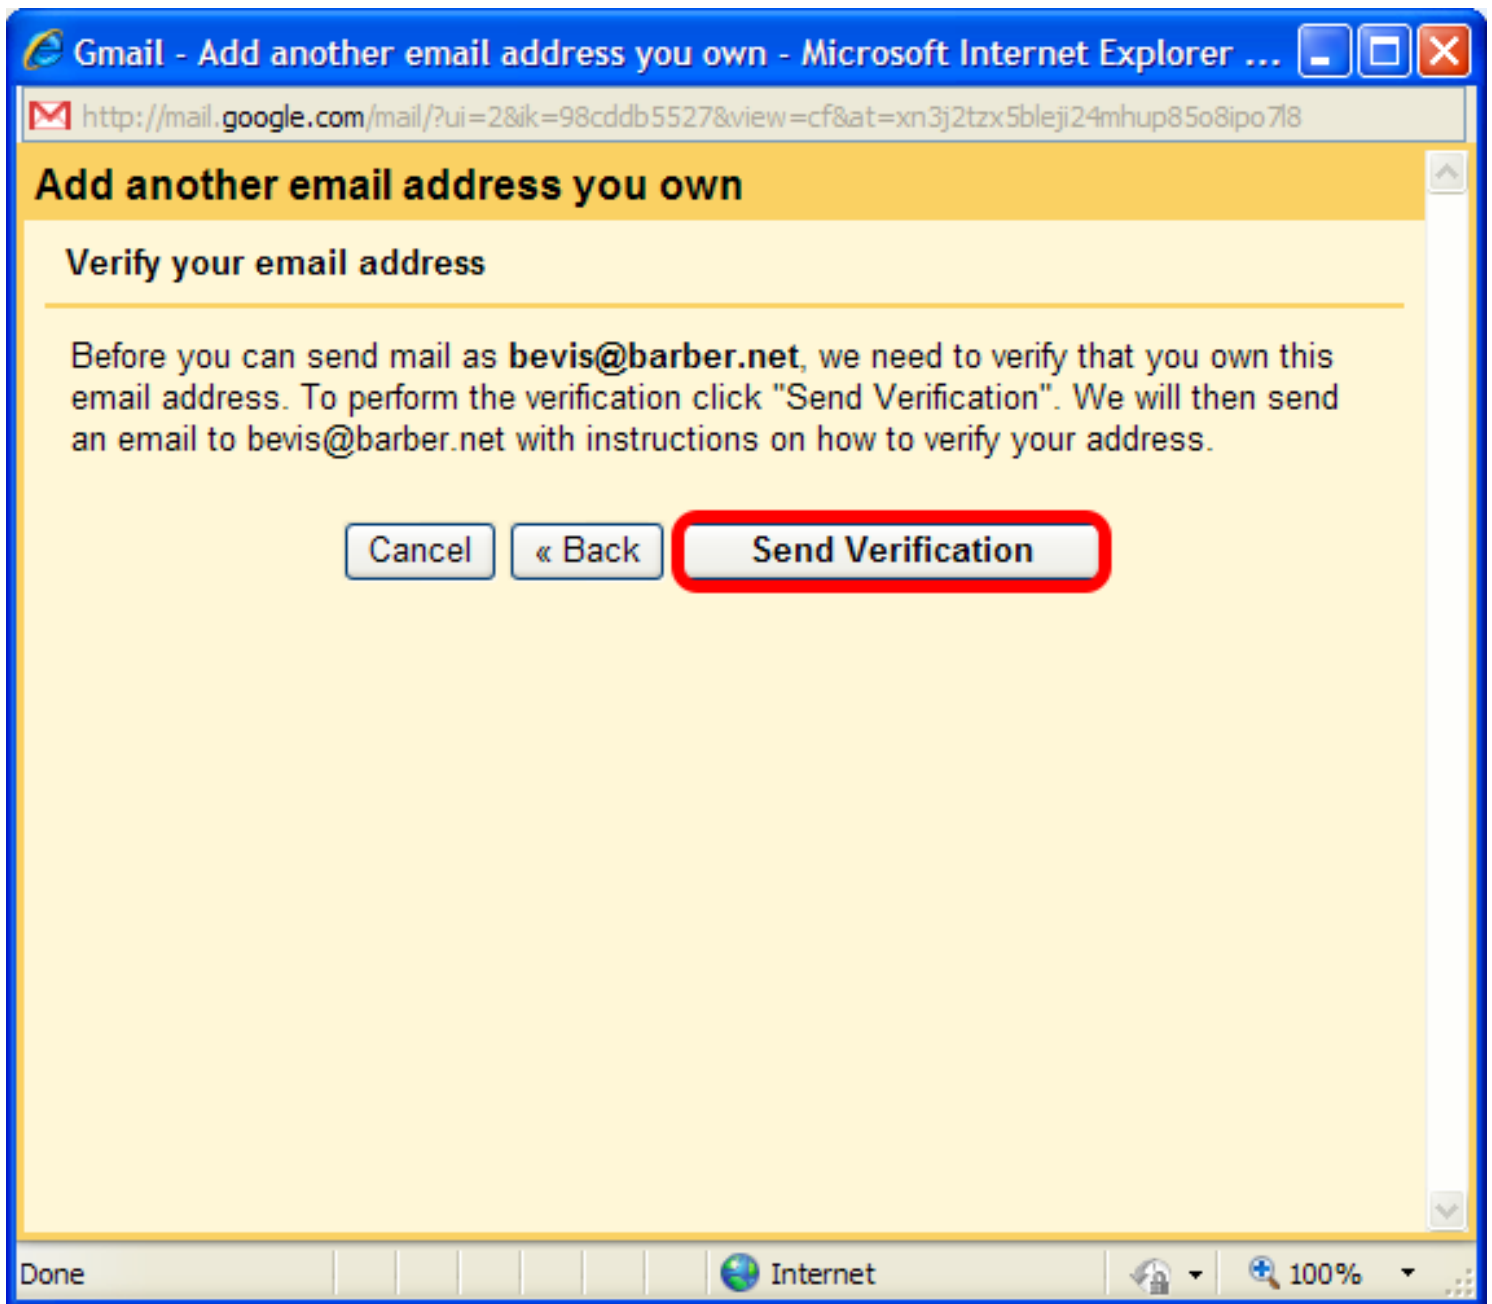 Gmail - Add another email address you own - Microsoft Internet Explorer ...
http://mail.google.com/mail/?ui=2&ik=98cddb5527&view=cf&at=xn3j2tzx5bleji24mhup85o8ipo7l8
Add another email address you own
Verify your email address
Before you can send mail as bevis@barber.net, we need to verify that you own this
email address. To perform the verification click "Send Verification". We will then send
an email to bevis@barber.net with instructions on how to verify your address.
Cancel « Back Send Verification
Done Internet 100%